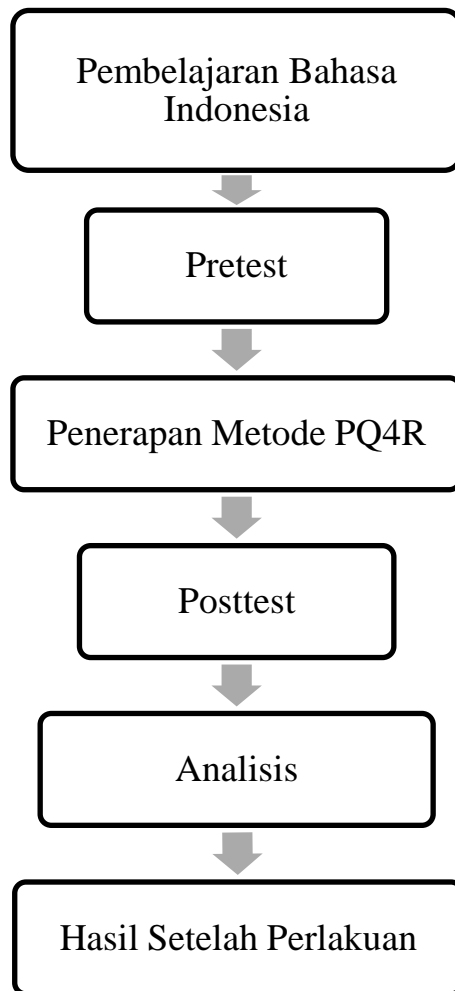 Pembelajaran Bahasa
Indonesia
Pretest
Penerapan Metode PQ4R
Posttest
Analisis
Hasil Setelah Perlakuan